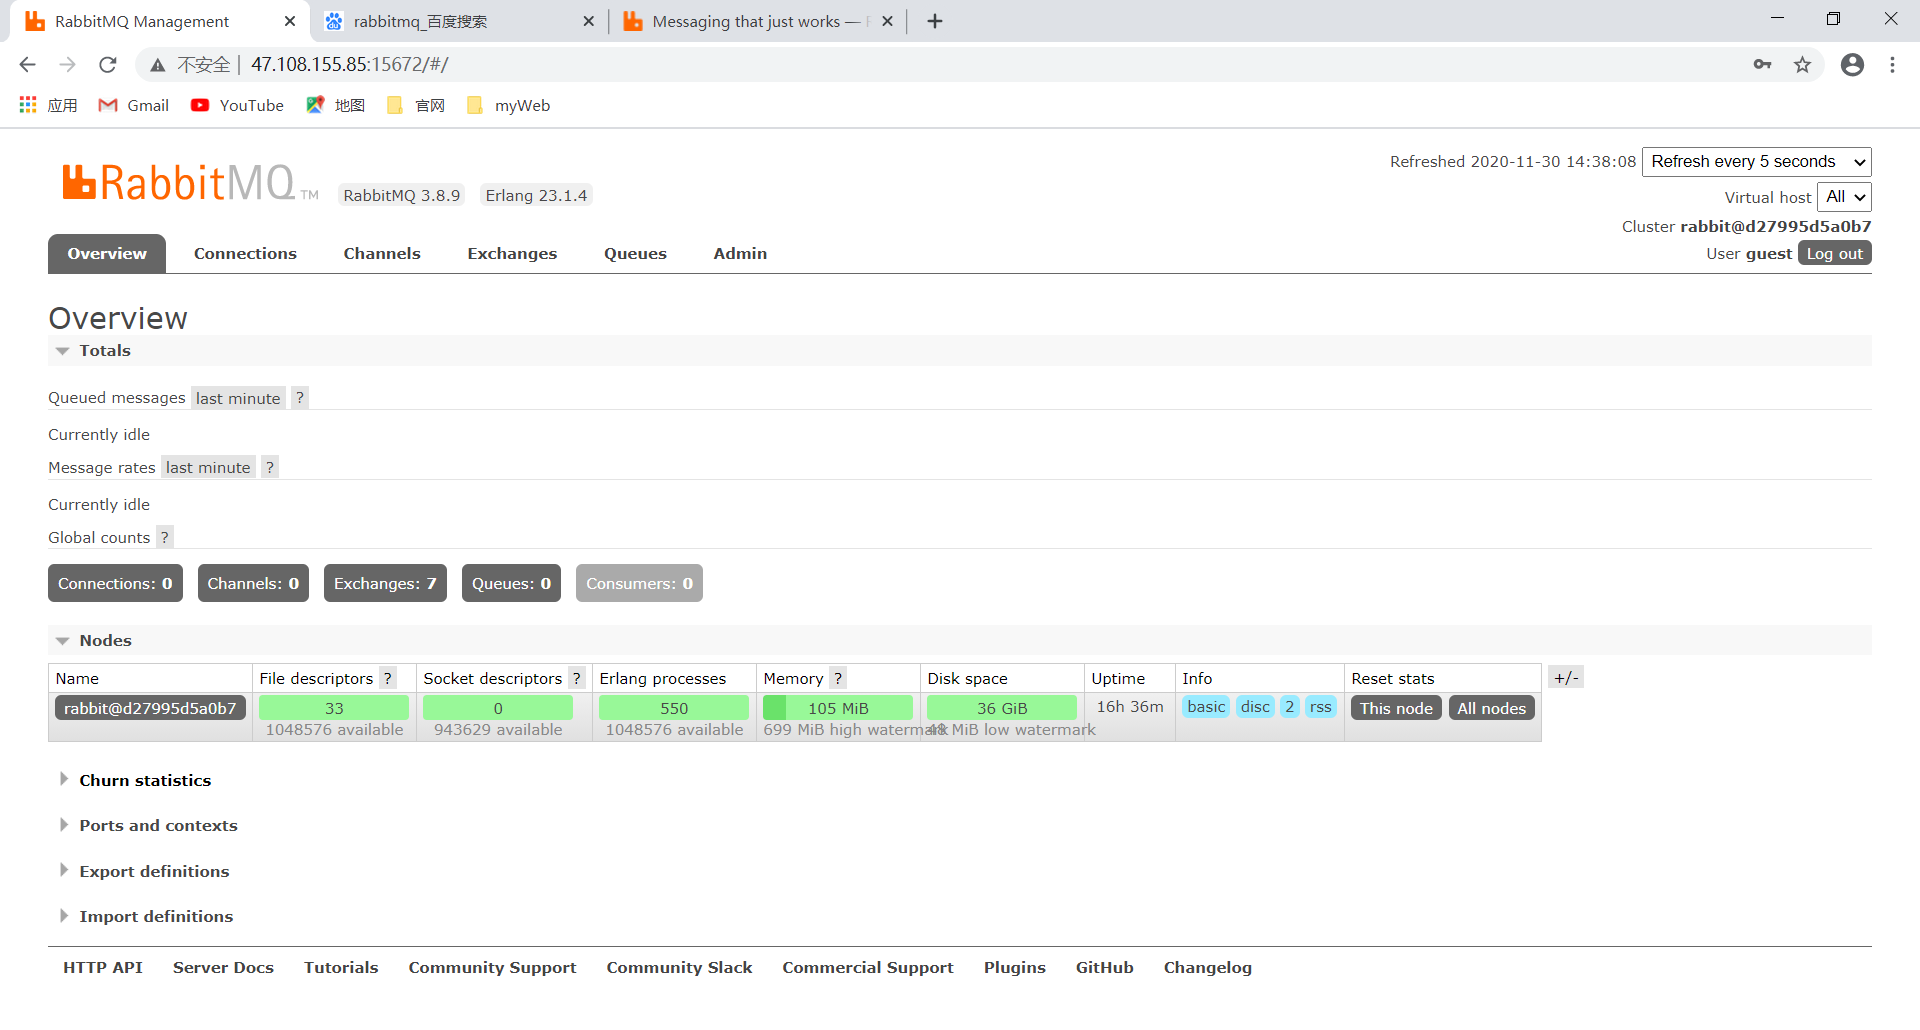 RabbitMQ Management
rabbitmq_百度搜索
Messaging that just works —
不安全 47.108.155.85:15672/#/
应用 Gmail YouTube 地图 官网 myWeb
RabbitMQ TM RabbitMQ 3.8.9 Erlang 23.1.4
Refreshed 2020-11-30 14:38:08 Refresh every 5 seconds
Virtual host All
Cluster rabbit@d27995d5a0b7
User guest Log out
Overview Connections Channels Exchanges Queues Admin
Overview
Totals
Queued messages last minute ?
Currently idle
Message rates last minute ?
Currently idle
Global counts ?
Connections: 0 Channels: 0 Exchanges: 7 Queues: 0 Consumers: 0
Nodes
Name File descriptors ? Socket descriptors ? Erlang processes Memory ? Disk space Uptime Info Reset stats +/-
rabbit@d27995d5a0b7 33 0 550 105 MiB 36 GiB 16h 36m basic disc 2 rss This node All nodes
1048576 available 943629 available 1048576 available 699 MiB high watermark 48 MiB low watermark
Churn statistics
Ports and contexts
Export definitions
Import definitions
HTTP API Server Docs Tutorials Community Support Community Slack Commercial Support Plugins GitHub Changelog